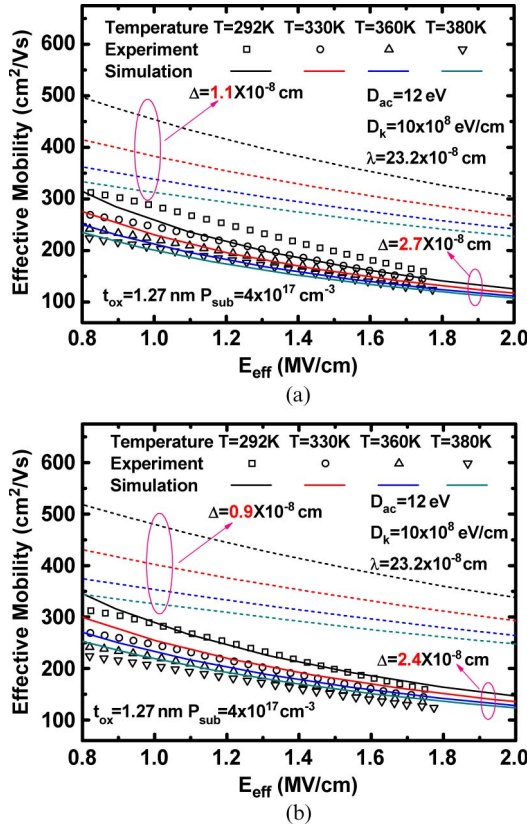 Temperature T=292K T=330K T=360K T=380K
Experiment
Simulation
Δ=1.1X10⁻⁸ cm
D_ac=12 eV
D_k=10x10⁸ eV/cm
λ=23.2x10⁻⁸ cm
Δ=2.7X10⁻⁸ cm
t_ox=1.27 nm P_sub=4x10¹⁷cm⁻³
600
500
400
300
200
100
Effective Mobility (cm²/Vs)
0.8 1.0 1.2 1.4 1.6 1.8 2.0
E_eff (MV/cm)
(a)
Temperature T=292K T=330K T=360K T=380K
Experiment
Simulation
Δ=0.9X10⁻⁸ cm
D_ac=12 eV
D_k=10x10⁸ eV/cm
λ=23.2x10⁻⁸ cm
Δ=2.4X10⁻⁸ cm
t_ox=1.27 nm P_sub=4x10¹⁷cm⁻³
600
500
400
300
200
100
Effective Mobility (cm²/Vs)
0.8 1.0 1.2 1.4 1.6 1.8 2.0
E_eff (MV/cm)
(b)